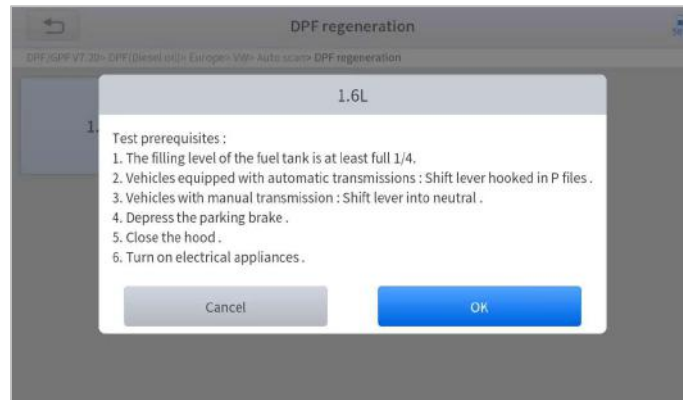 DPF regeneration
DPF/GPF V7.20> DPF(Diesel oil)> Europe> VW> Auto scan> DPF regeneration
1.6L
1.
Test prerequisites :
1. The filling level of the fuel tank is at least full 1/4.
2. Vehicles equipped with automatic transmissions : Shift lever hooked in P files .
3. Vehicles with manual transmission : Shift lever into neutral .
4. Depress the parking brake .
5. Close the hood .
6. Turn on electrical appliances .
Cancel
OK